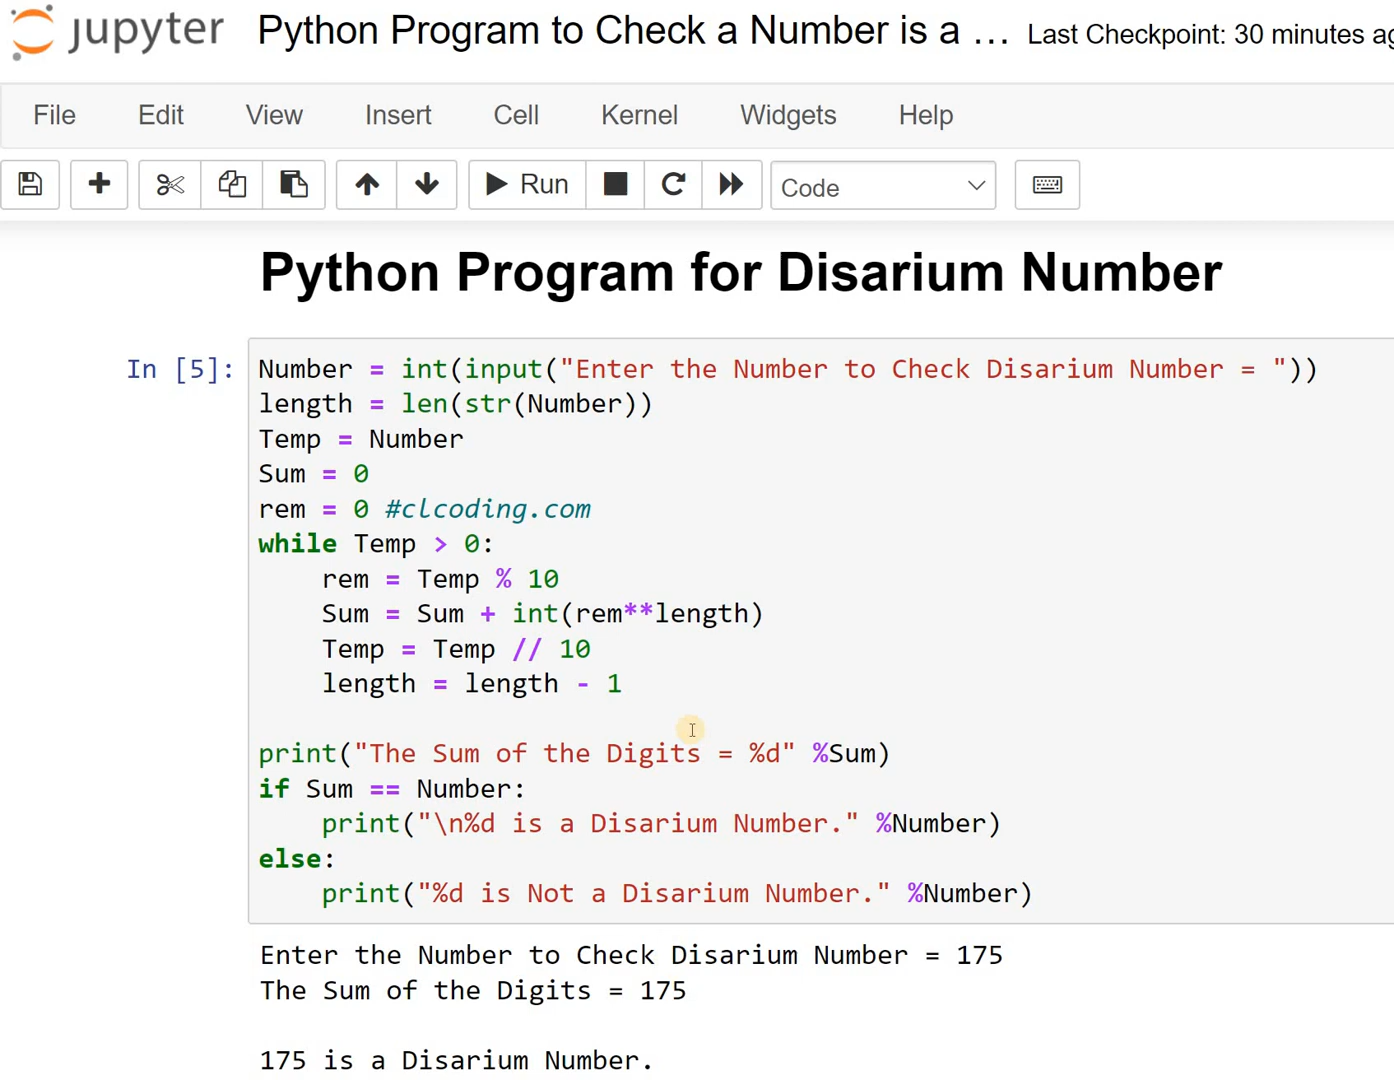 jupyter Python Program to Check a Number is a ... Last Checkpoint: 30 minutes ag
File Edit View Insert Cell Kernel Widgets Help
Run Code
Python Program for Disarium Number
In [5]: Number = int(input("Enter the Number to Check Disarium Number = "))
length = len(str(Number))
Temp = Number
Sum = 0
rem = 0 #clcoding.com
while Temp > 0:
    rem = Temp % 10
    Sum = Sum + int(rem**length)
    Temp = Temp // 10
    length = length - 1
print("The Sum of the Digits = %d" %Sum)
if Sum == Number:
    print("\n%d is a Disarium Number." %Number)
else:
    print("%d is Not a Disarium Number." %Number)
Enter the Number to Check Disarium Number = 175
The Sum of the Digits = 175
175 is a Disarium Number.